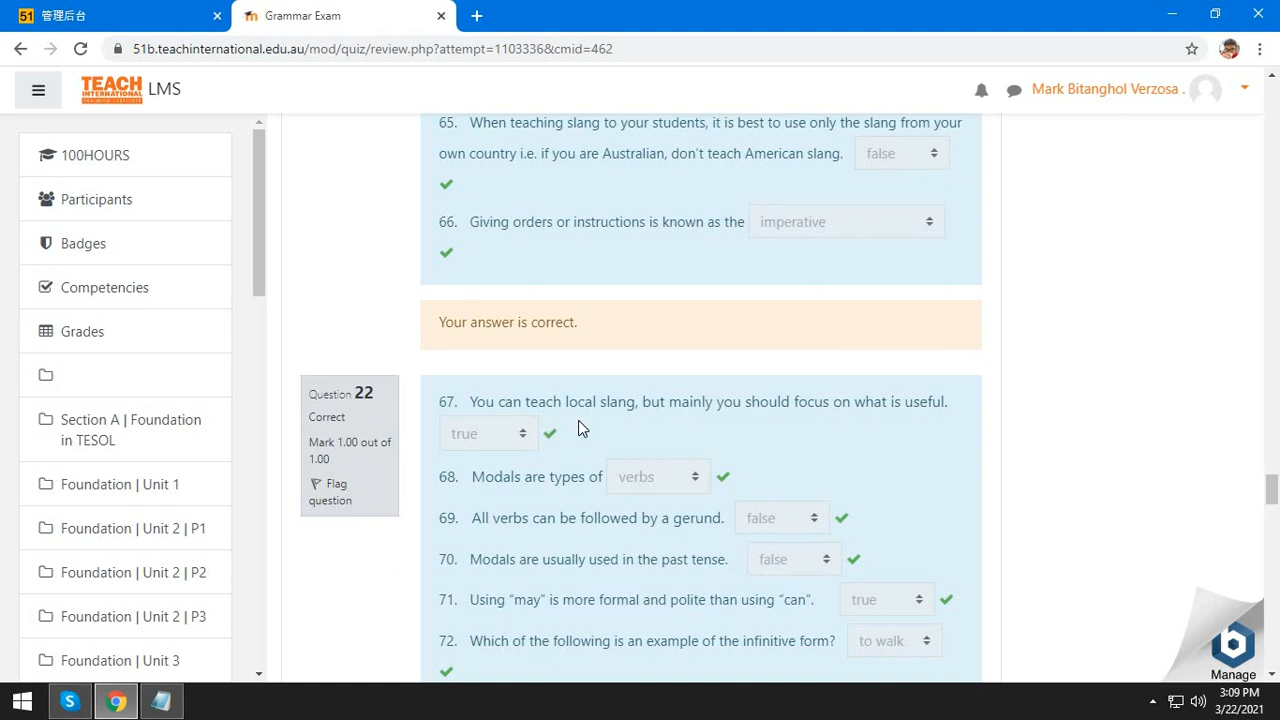 51 管理后台
Grammar Exam
51b.teachinternational.edu.au/mod/quiz/review.php?attempt=1103336&cmid=462
TEACH LMS
INTERNATIONAL
Mark Bitanghol Verzosa .
100HOURS
Participants
Badges
Competencies
Grades
Section A | Foundation
in TESOL
Foundation | Unit 1
Foundation | Unit 2 | P1
Foundation | Unit 2 | P2
Foundation | Unit 2 | P3
Foundation | Unit 3
65. When teaching slang to your students, it is best to use only the slang from your
own country i.e. if you are Australian, don't teach American slang. false
66. Giving orders or instructions is known as the imperative
Your answer is correct.
Question 22
Correct
Mark 1.00 out of
1.00
Flag
question
67. You can teach local slang, but mainly you should focus on what is useful.
true
68. Modals are types of verbs
69. All verbs can be followed by a gerund. false
70. Modals are usually used in the past tense. false
71. Using “may” is more formal and polite than using “can”. true
72. Which of the following is an example of the infinitive form? to walk
Manage
3:09 PM
3/22/2021